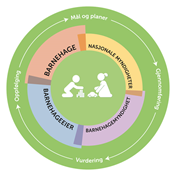 Mål og planer
BARNEHAGE
NASJONALE MYNDIGHETER
Oppfølging
Gjennomføring
BARNEHAGEEIER
BARNEHAGEMYNDIGHET
Vurdering